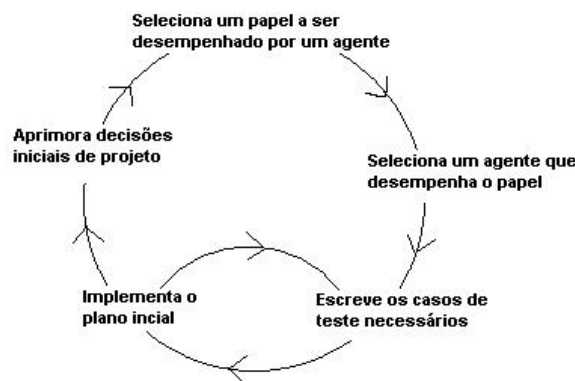 Seleciona um papel a ser
desempenhado por um agente
Aprimora decisões
iniciais de projeto
Seleciona um agente que
desempenha o papel
Implementa o
plano incial
Escreve os casos de
teste necessários